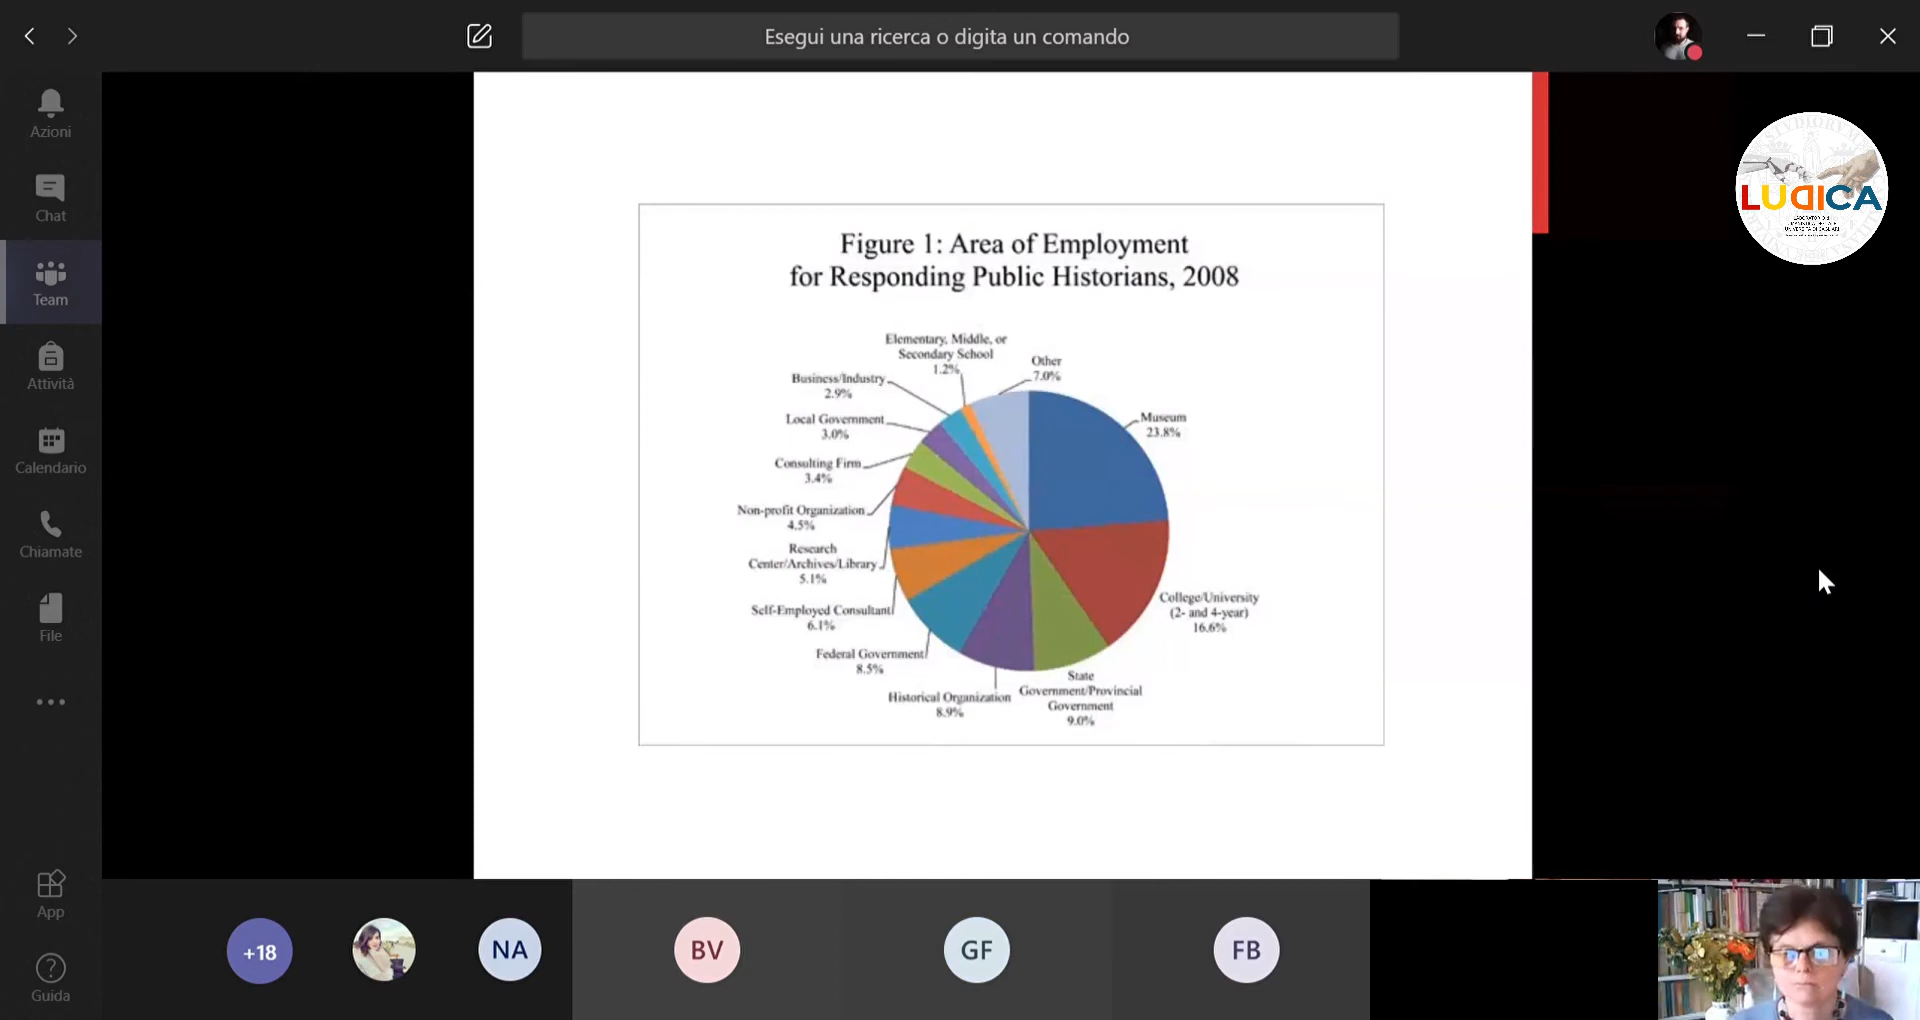 Esegui una ricerca o digita un comando
Azioni
Chat
Team
Attività
Calendario
Chiamate
File
App
Guida
LUDICA
Figure 1: Area of Employment
for Responding Public Historians, 2008
Elementary, Middle, or
Secondary School
1.2%
Other
7.0%
Business/Industry
2.9%
Museum
23.8%
Local Government
3.0%
Consulting Firm
3.4%
Non-profit Organization
4.5%
Research
Center/Archives/Library
5.1%
College/University
(2- and 4-year)
16.6%
Self-Employed Consultant
6.1%
Federal Government
8.5%
Historical Organization
8.9%
State
Government/Provincial
Government
9.0%
+18
NA
BV
GF
FB